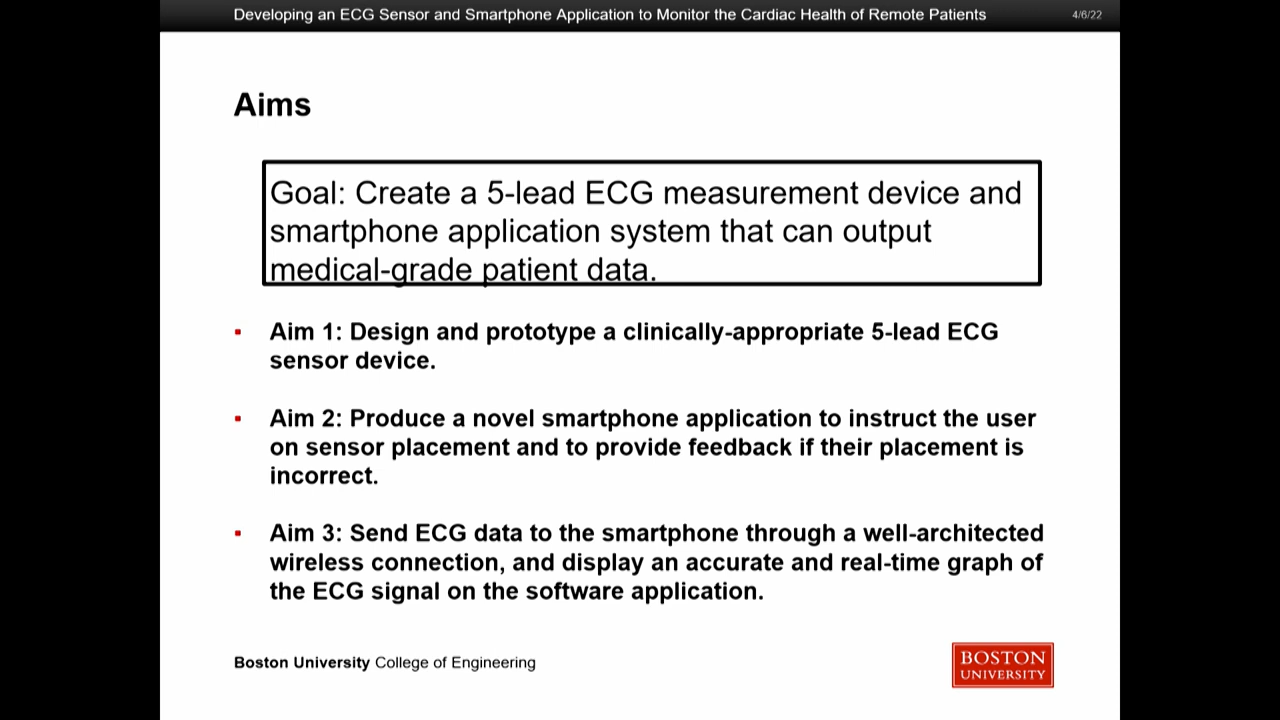 Developing an ECG Sensor and Smartphone Application to Monitor the Cardiac Health of Remote Patients
4/6/22
Aims
Goal: Create a 5-lead ECG measurement device and
smartphone application system that can output
medical-grade patient data.
▪ Aim 1: Design and prototype a clinically-appropriate 5-lead ECG
sensor device.
▪ Aim 2: Produce a novel smartphone application to instruct the user
on sensor placement and to provide feedback if their placement is
incorrect.
▪ Aim 3: Send ECG data to the smartphone through a well-architected
wireless connection, and display an accurate and real-time graph of
the ECG signal on the software application.
Boston University College of Engineering
BOSTON
UNIVERSITY